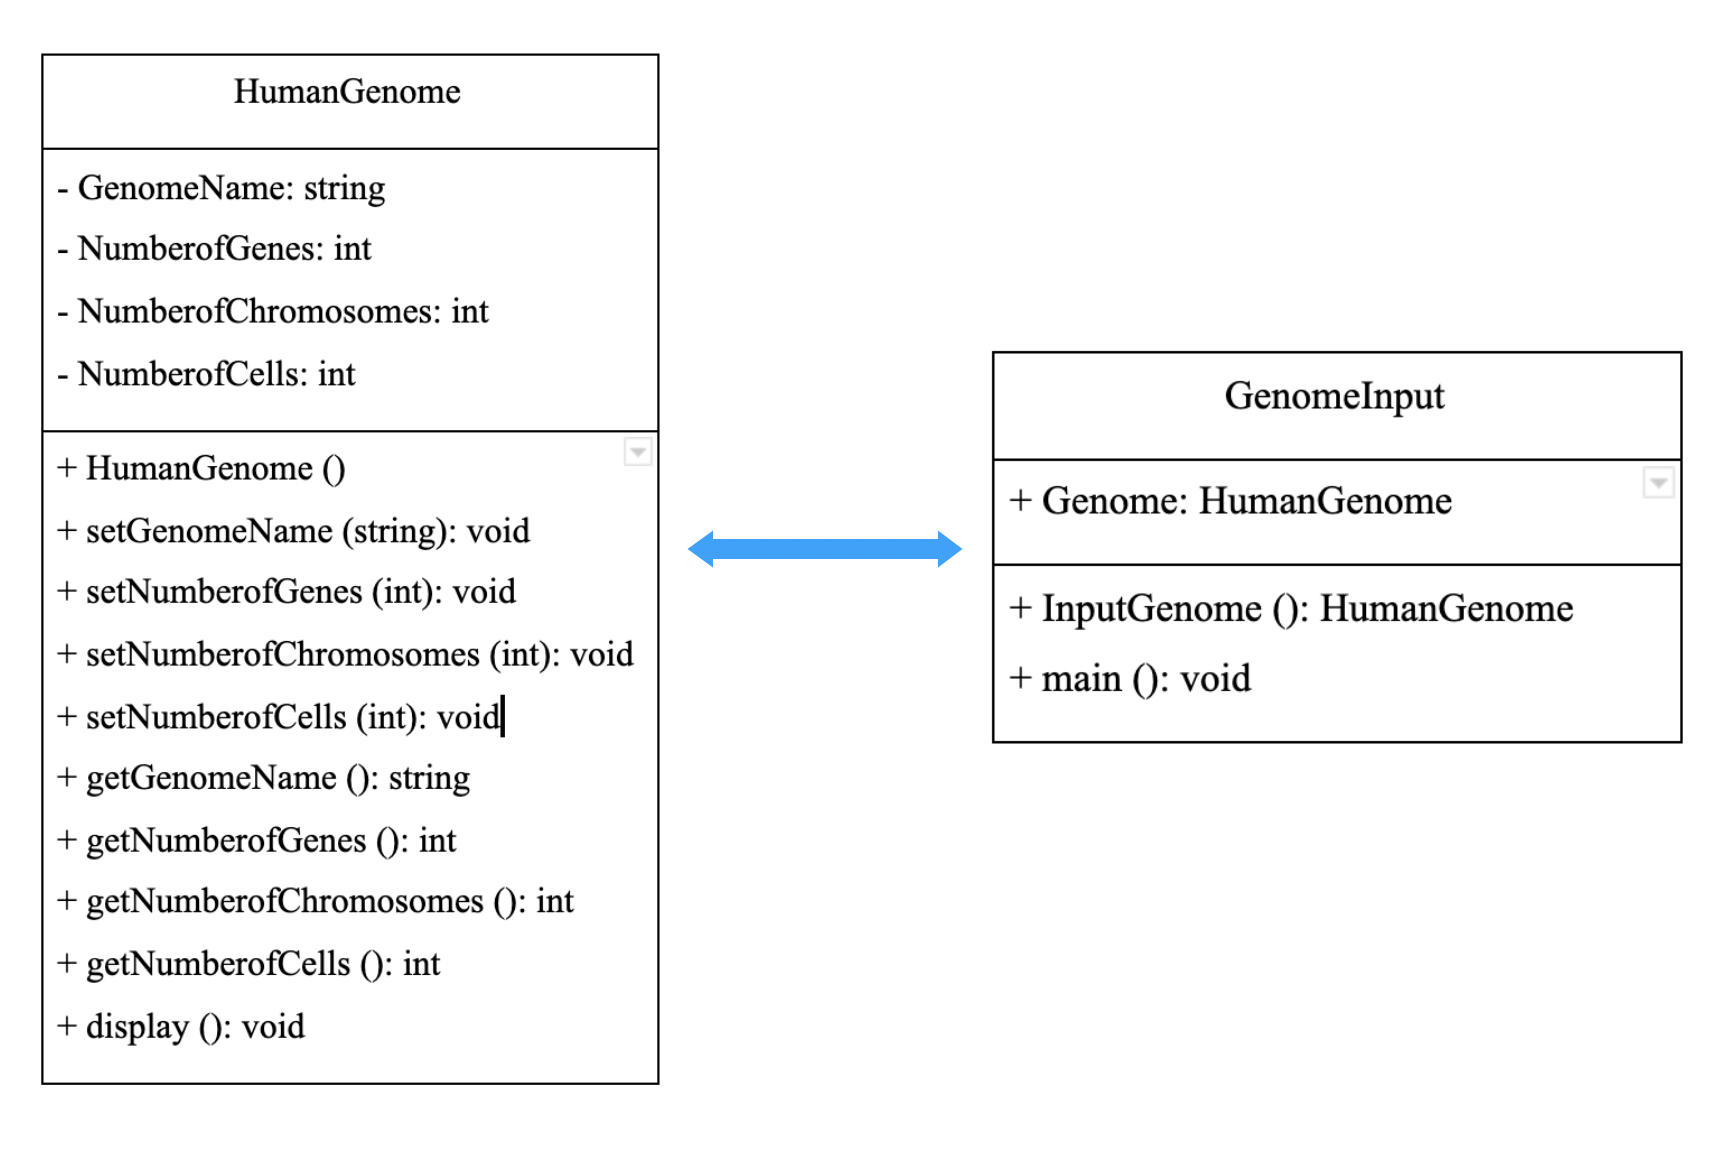 HumanGenome
- GenomeName: string
- NumberofGenes: int
- NumberofChromosomes: int
- NumberofCells: int
+ HumanGenome ()
+ setGenomeName (string): void
+ setNumberofGenes (int): void
+ setNumberofChromosomes (int): void
+ setNumberofCells (int): void
+ getGenomeName (): string
+ getNumberofGenes (): int
+ getNumberofChromosomes (): int
+ getNumberofCells (): int
+ display (): void
GenomeInput
+ Genome: HumanGenome
+ InputGenome (): HumanGenome
+ main (): void